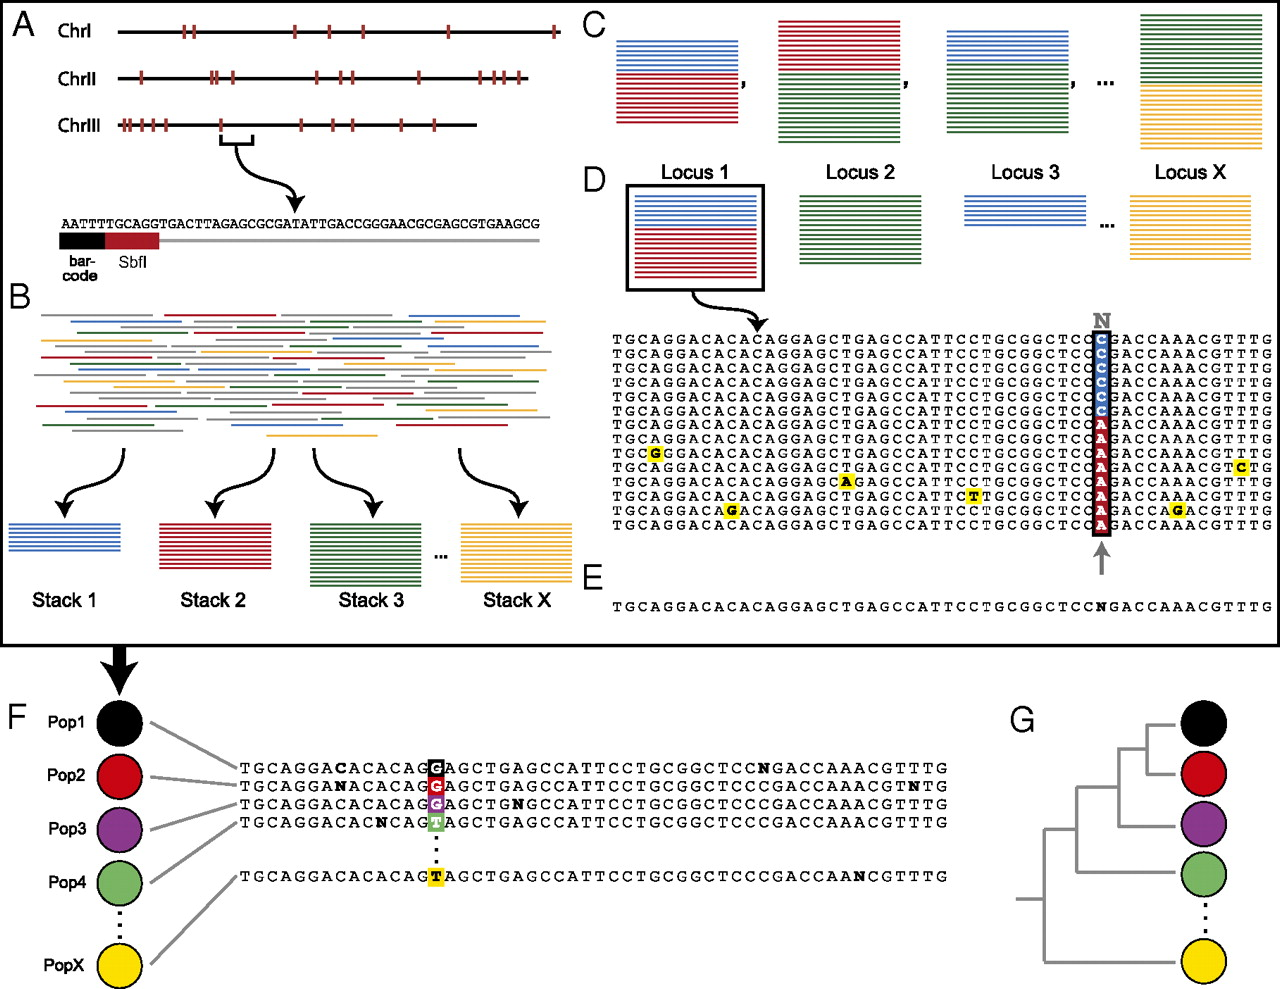 A
ChrI
ChrII
ChrIII
AATTTTGCAGGTGACTTAGAGCGCGATATTGACCGGGAACGCGAGCGTGAAGCG
bar-
code
SbfI
B
Stack 1
Stack 2
Stack 3
...
Stack X
C
, , , ...
D
Locus 1
Locus 2
Locus 3
...
Locus X
N
TGCAGGACACACAGGAGCTGAGCCATTCCTGCGGCTCCCGACCAAACGTTTG
TGCAGGACACACAGGAGCTGAGCCATTCCTGCGGCTCCCGACCAAACGTTTG
TGCAGGACACACAGGAGCTGAGCCATTCCTGCGGCTCCCGACCAAACGTTTG
TGCAGGACACACAGGAGCTGAGCCATTCCTGCGGCTCCCGACCAAACGTTTG
TGCAGGACACACAGGAGCTGAGCCATTCCTGCGGCTCCCGACCAAACGTTTG
TGCAGGACACACAGGAGCTGAGCCATTCCTGCGGCTCCCGACCAAACGTTTG
TGCAGGACACACAGGAGCTGAGCCATTCCTGCGGCTCCAGACCAAACGTTTG
TGCAGGACACACAGGAGCTGAGCCATTCCTGCGGCTCCAGACCAAACGTTTG
TGCGGGACACACAGGAGCTGAGCCATTCCTGCGGCTCCAGACCAAACGTTTG
TGCAGGACACACAGGAGCTGAGCCATTCCTGCGGCTCCAGACCAAACGTCTG
TGCAGGACACACAGGAGCAGAGCCATTCCTGCGGCTCCAGACCAAACGTTTG
TGCAGGACACACAGGAGCTGAGCCATTCTTGCGGCTCCAGACCAAACGTTTG
TGCAGGACAGACAGGAGCTGAGCCATTCCTGCGGCTCCAGACCAGACGTTTG
TGCAGGACACACAGGAGCTGAGCCATTCCTGCGGCTCCAGACCAAACGTTTG
E
TGCAGGACACACAGGAGCTGAGCCATTCCTGCGGCTCCNGACCAAACGTTTG
F
Pop1
Pop2
Pop3
Pop4
PopX
TGCAGGACACACAGGAGCTGAGCCATTCCTGCGGCTCCNGACCAAACGTTTG
TGCAGGANACACAGGAGCTGAGCCATTCCTGCGGCTCCCGACCAAACGTNTG
TGCAGGACACACAGGAGCTGNGCCATTCCTGCGGCTCCCGACCAAACGTTTG
TGCAGGACACNCAGTAGCTGAGCCATTCCTGCGGCTCCCGACCAAACGTTTG
TGCAGGACACACAGTAGCTGAGCCATTCCTGCGGCTCCCGACCAANCGTTTG
G